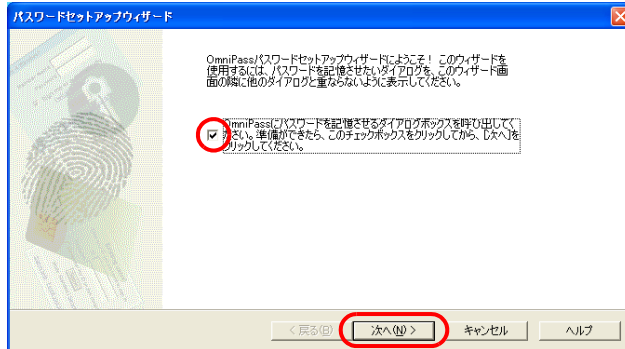 パスワードセットアップウィザード
OmniPassパスワードセットアップウィザードにようこそ！ このウィザードを
使用するには、パスワードを記憶させたいダイアログを、このウィザード画
面の隣に他のダイアログと重ならないように表示してください。
OmniPassにパスワードを記憶させるダイアログボックスを呼び出してく
ださい。準備ができたら、このチェックボックスをクリックしてから、[次へ]を
クリックしてください。
< 戻る(B)
次へ(N) >
キャンセル
ヘルプ